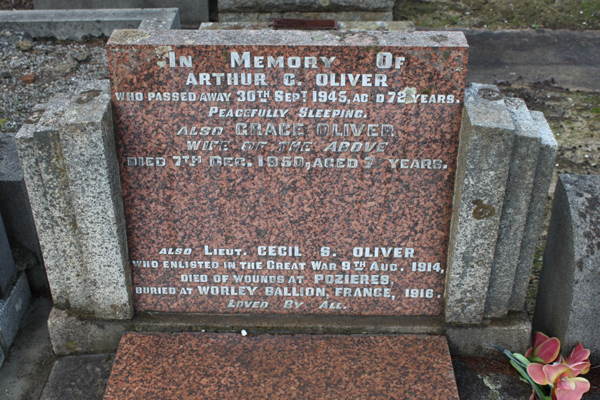 In Memory Of
ARTHUR C. OLIVER
WHO PASSED AWAY 30TH SEPT 1945, AG D 72 YEARS.
Peacefully Sleeping.
Also GRACE OLIVER
WIFE OF THE ABOVE
DIED 7TH DEC. 1950, AGED YEARS.
Also Lieut. CECIL S. OLIVER
WHO ENLISTED IN THE GREAT WAR 9TH AUG. 1914,
DIED OF WOUNDS AT POZIERES,
BURIED AT WORLEY BALLION, FRANCE, 1916.
Loved By All.